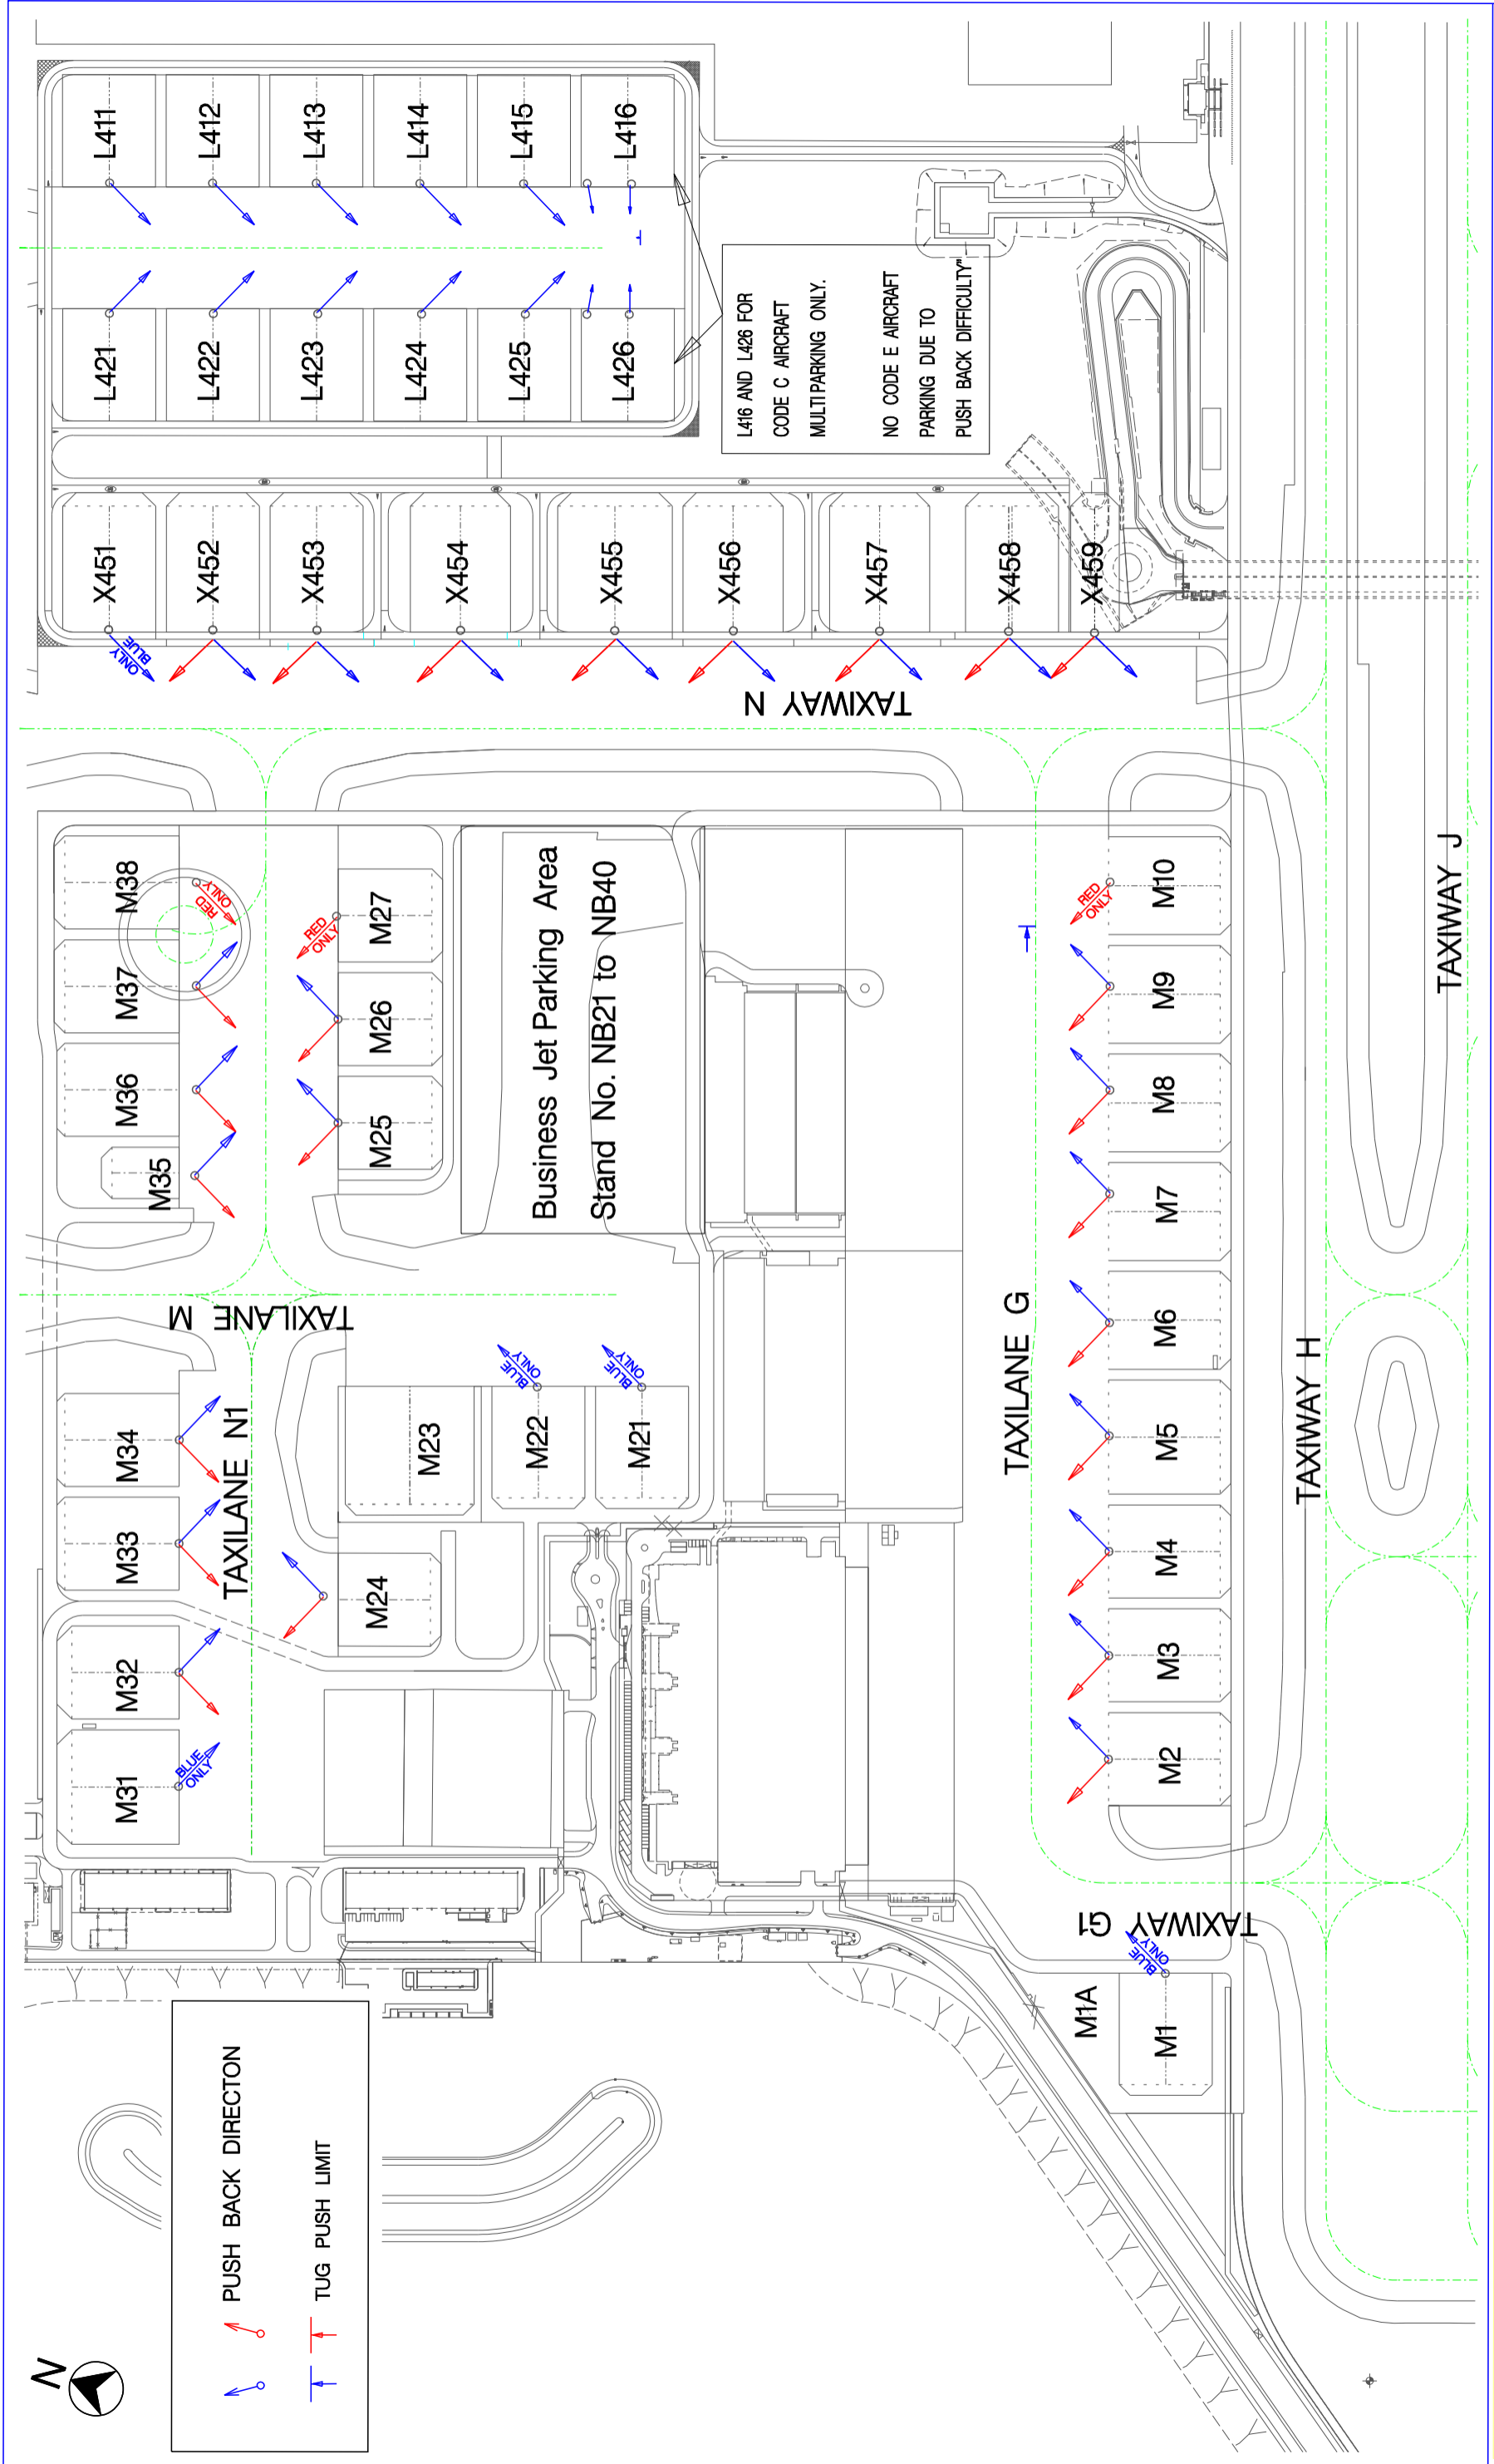 N
PUSH BACK DIRECTON
TUG PUSH LIMIT
M31
BLUE
ONLY
M32
M33
M34
TAXILANE N1
TAXILANE M
M24
M23
M22
BLUE
ONLY
M21
BLUE
ONLY
M35
M36
M37
M38
RED
ONLY
M25
M26
M27
RED
ONLY
Business Jet Parking Area
Stand No. NB21 to NB40
M1A
M1
BLUE
ONLY
TAXIWAY G1
TAXILANE G
M2
M3
M4
M5
M6
M7
M8
M9
M10
RED
ONLY
TAXIWAY H
TAXIWAY J
TAXIWAY N
X451
BLUE
ONLY
X452
X453
X454
X455
X456
X457
X458
X459
L421
L422
L423
L424
L425
L426
L411
L412
L413
L414
L415
L416
L416 AND L426 FOR
CODE C AIRCRAFT
MULTI PARKING ONLY.
NO CODE E AIRCRAFT
PARKING DUE TO
PUSH BACK DIFFICULTY"